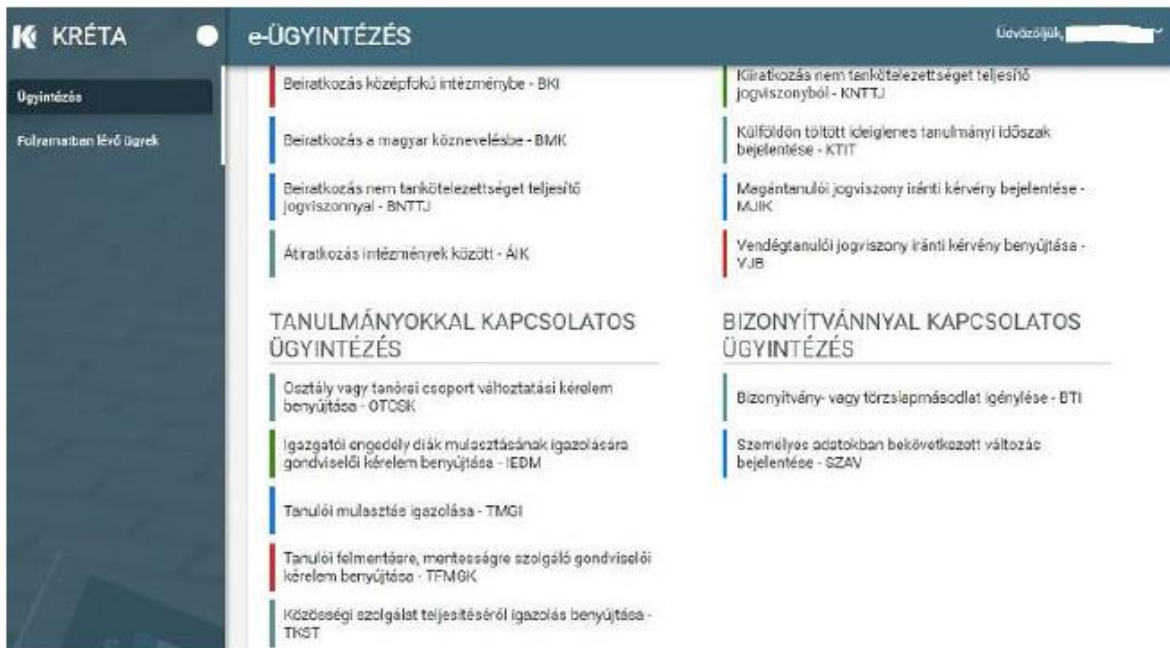 KRÉTA
e-ÜGYINTÉZÉS
Üdvözöljük,
Ügyintézés
Folyamatban lévő ügyek
Beiratkozás középfokú intézménybe - BKI
Beiratkozás a magyar köznevelésbe - BMK
Beiratkozás nem tankötelezettséget teljesítő
jogviszonnyal - BNTTJ
Átiratkozás intézmények között - ÁIK
Kiiratkozás nem tankötelezettséget teljesítő
jogviszonyból - KNTTJ
Külföldön töltött ideiglenes tanulmányi időszak
bejelentése - KTIT
Magántanulói jogviszony iránti kérvény bejelentése -
MJIK
Vendégtanulói jogviszony iránti kérvény benyújtása -
VJB
TANULMÁNYOKKAL KAPCSOLATOS
ÜGYINTÉZÉS
Osztály vagy tanórai csoport változtatási kérelem
benyújtása - OTCSK
Igazgatói engedély diák mulasztásának igazolására
gondviselői kérelem benyújtása - IEDM
Tanulói mulasztás igazolása - TMGI
Tanulói felmentésre, mentességre szolgáló gondviselői
kérelem benyújtása - TFMGK
Közösségi szolgálat teljesítéséről igazolás benyújtása -
TKST
BIZONYÍTVÁNNYAL KAPCSOLATOS
ÜGYINTÉZÉS
Bizonyítvány- vagy törzslapmásodlat igénylése - BTI
Személyes adatokban bekövetkezett változás
bejelentése - SZAV